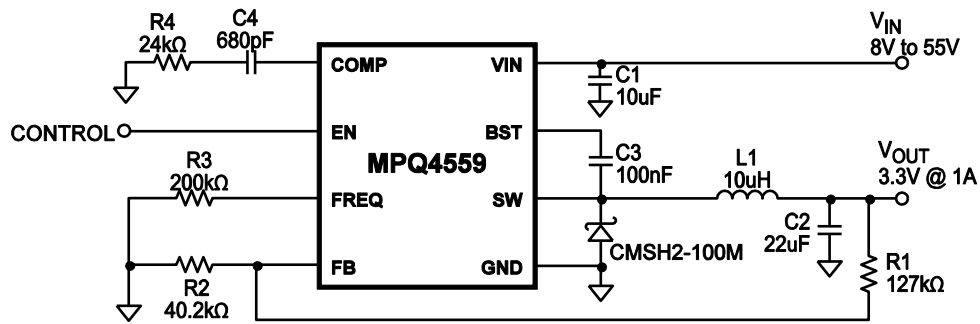 R4
24kΩ
C4
680pF
COMP
VIN
V_IN
8V to 55V
C1
10uF
CONTROL
EN
BST
MPQ4559
C3
100nF
R3
200kΩ
FREQ
SW
L1
10uH
V_OUT
3.3V @ 1A
C2
22uF
CMSH2-100M
FB
GND
R2
40.2kΩ
R1
127kΩ